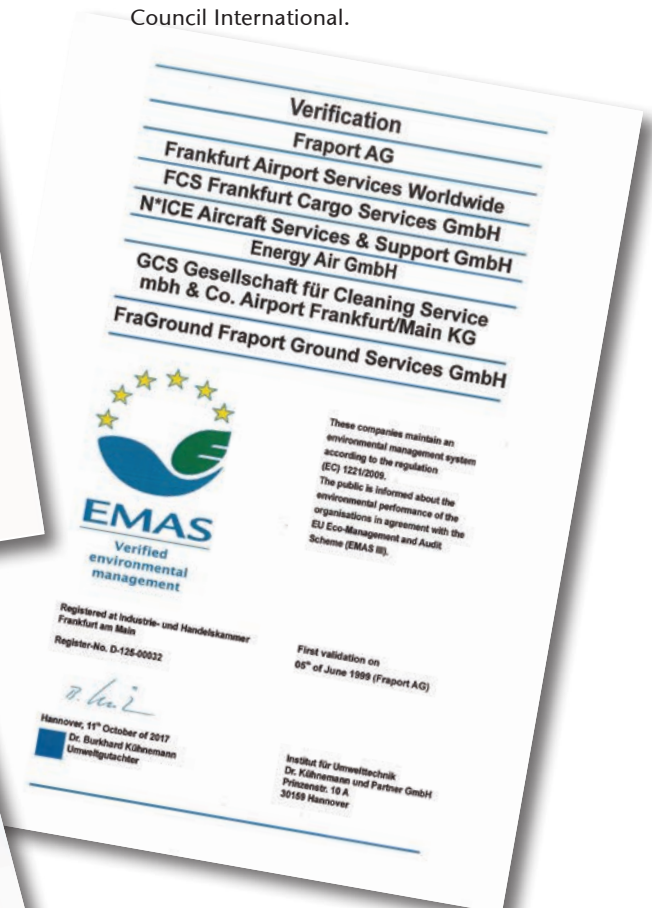 Council International.
Verification
Fraport AG
Frankfurt Airport Services Worldwide
FCS Frankfurt Cargo Services GmbH
N*ICE Aircraft Services & Support GmbH
Energy Air GmbH
GCS Gesellschaft für Cleaning Service
mbh & Co. Airport Frankfurt/Main KG
FraGround Fraport Ground Services GmbH
EMAS
Verified
environmental
management
These companies maintain an
environmental management system
according to the regulation
(EC) 1221/2009.
The public is informed about the
environmental performance of the
organisations in agreement with the
EU Eco-Management and Audit
Scheme (EMAS III).
Registered at Industrie- und Handelskammer
Frankfurt am Main
Register-No. D-125-00032
First validation on
05th of June 1999 (Fraport AG)
Hannover, 11th October of 2017
Dr. Burkhard Kühnemann
Umweltgutachter
Institut für Umwelttechnik
Dr. Kühnemann und Partner GmbH
Prinzenstr. 10 A
30159 Hannover